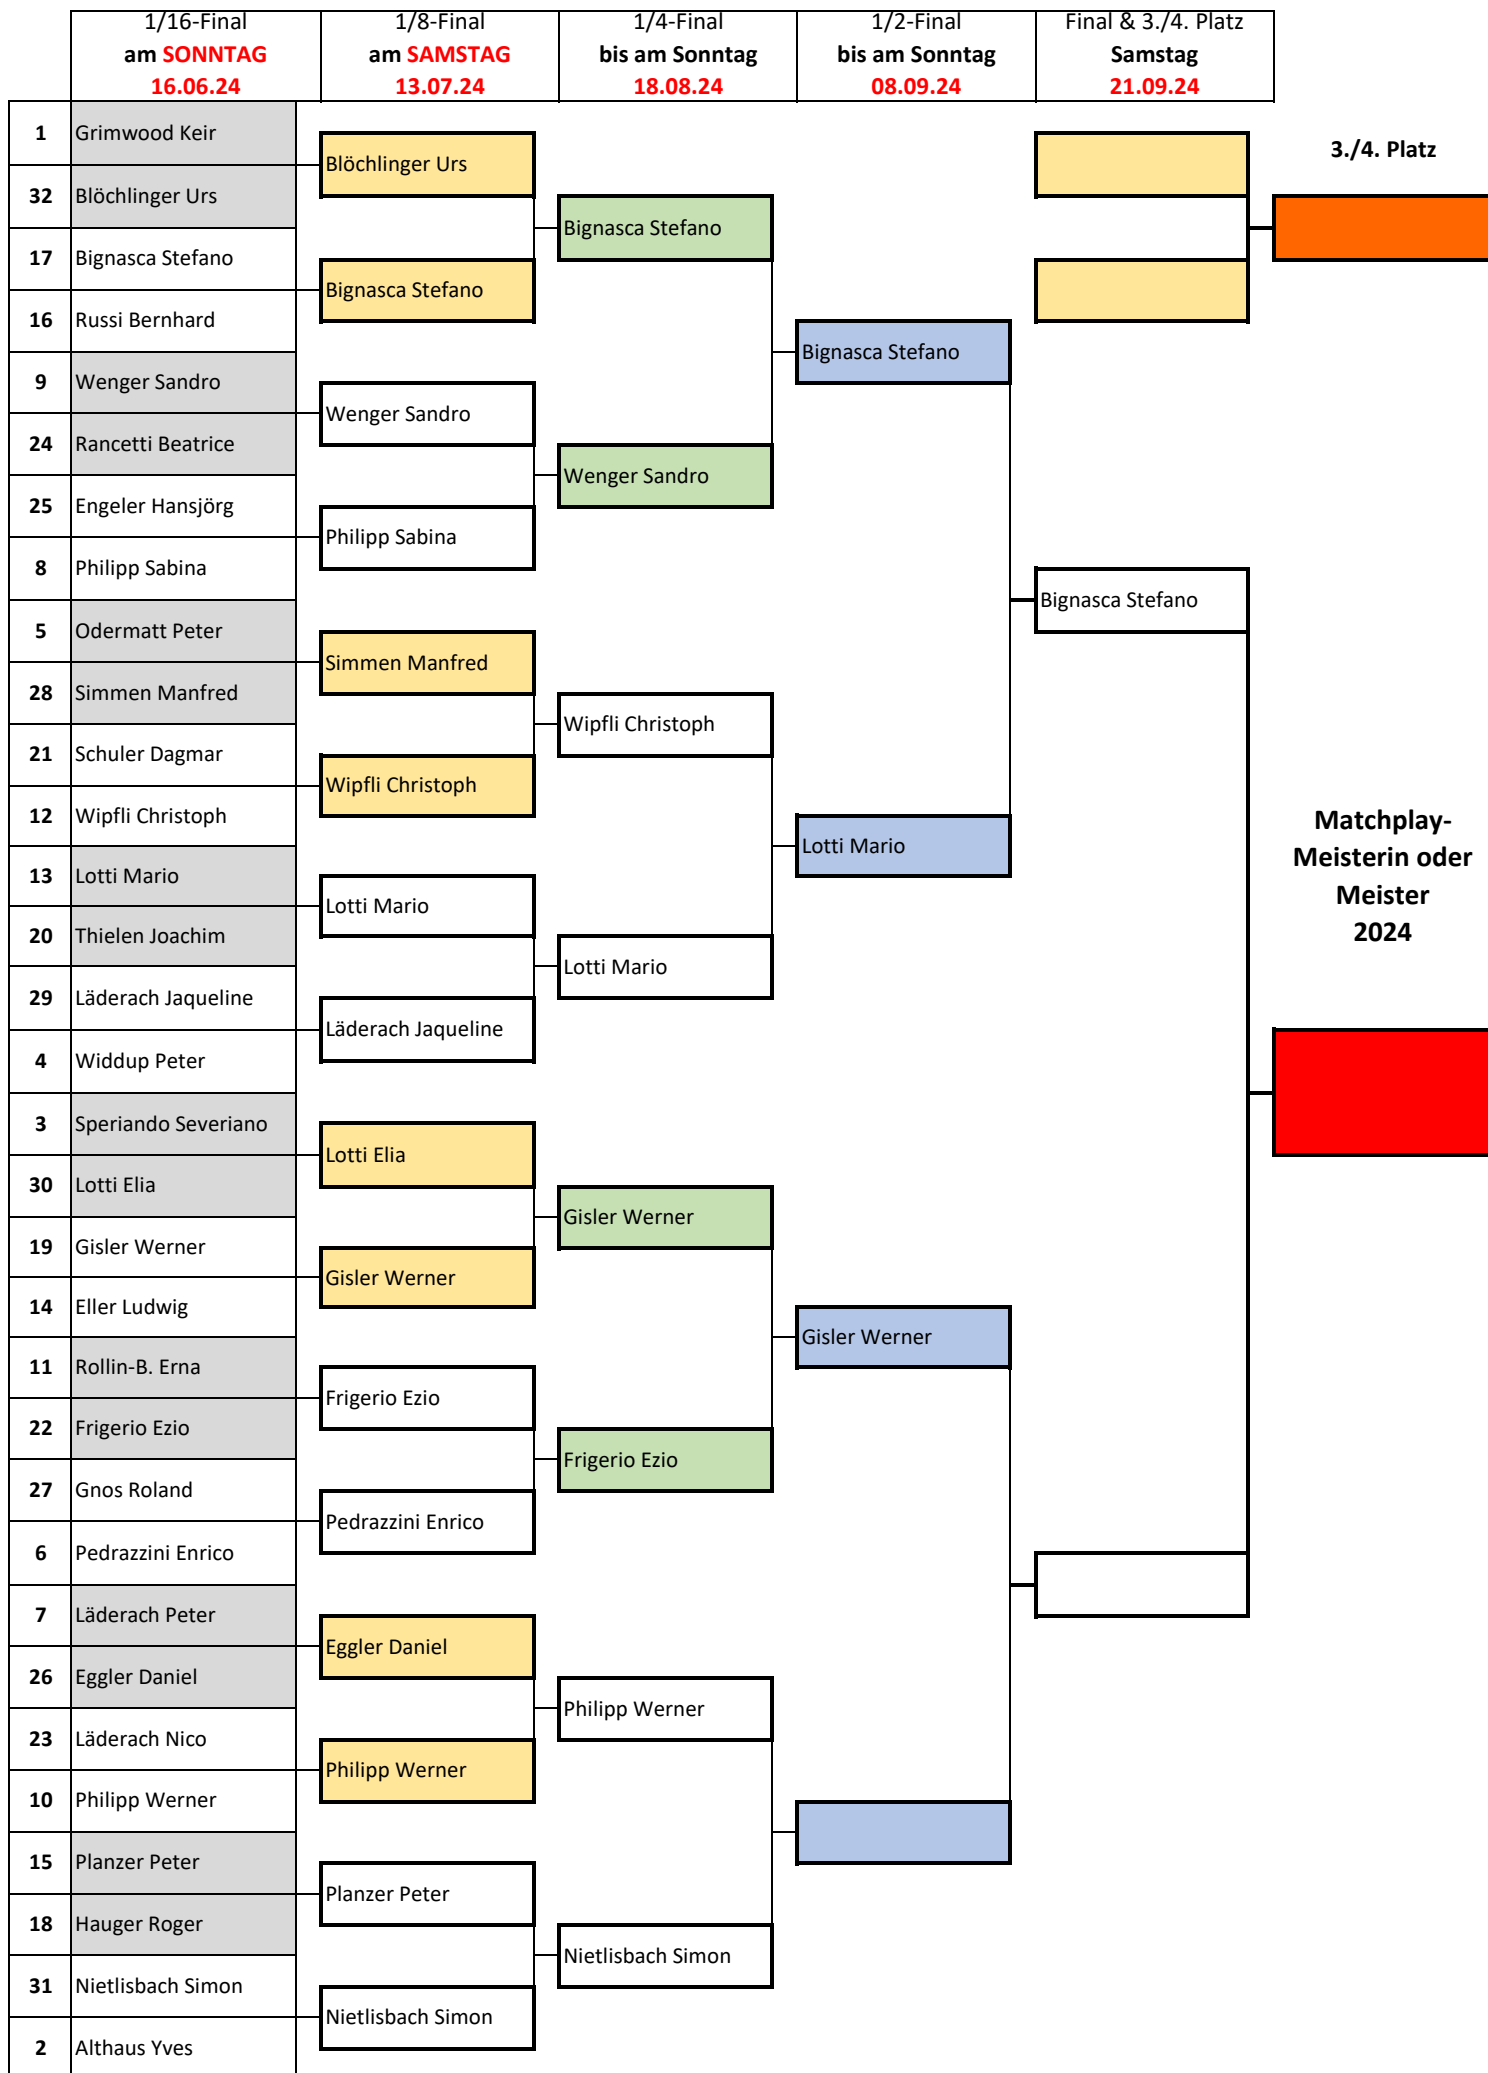 1/16-Final
am SONNTAG
16.06.24
1/8-Final
am SAMSTAG
13.07.24
1/4-Final
bis am Sonntag
18.08.24
1/2-Final
bis am Sonntag
08.09.24
Final & 3./4. Platz
Samstag
21.09.24
1 Grimwood Keir
32 Blöchlinger Urs
17 Bignasca Stefano
16 Russi Bernhard
9 Wenger Sandro
24 Rancetti Beatrice
25 Engeler Hansjörg
8 Philipp Sabina
5 Odermatt Peter
28 Simmen Manfred
21 Schuler Dagmar
12 Wipfli Christoph
13 Lotti Mario
20 Thielen Joachim
29 Läderach Jaqueline
4 Widdup Peter
3 Speriando Severiano
30 Lotti Elia
19 Gisler Werner
14 Eller Ludwig
11 Rollin-B. Erna
22 Frigerio Ezio
27 Gnos Roland
6 Pedrazzini Enrico
7 Läderach Peter
26 Eggler Daniel
23 Läderach Nico
10 Philipp Werner
15 Planzer Peter
18 Hauger Roger
31 Nietlisbach Simon
2 Althaus Yves
Blöchlinger Urs
Bignasca Stefano
Wenger Sandro
Philipp Sabina
Simmen Manfred
Wipfli Christoph
Lotti Mario
Läderach Jaqueline
Lotti Elia
Gisler Werner
Frigerio Ezio
Pedrazzini Enrico
Eggler Daniel
Philipp Werner
Planzer Peter
Nietlisbach Simon
Bignasca Stefano
Wenger Sandro
Wipfli Christoph
Lotti Mario
Gisler Werner
Frigerio Ezio
Philipp Werner
Nietlisbach Simon
Bignasca Stefano
Lotti Mario
Gisler Werner
Bignasca Stefano
3./4. Platz
Matchplay-
Meisterin oder
Meister
2024